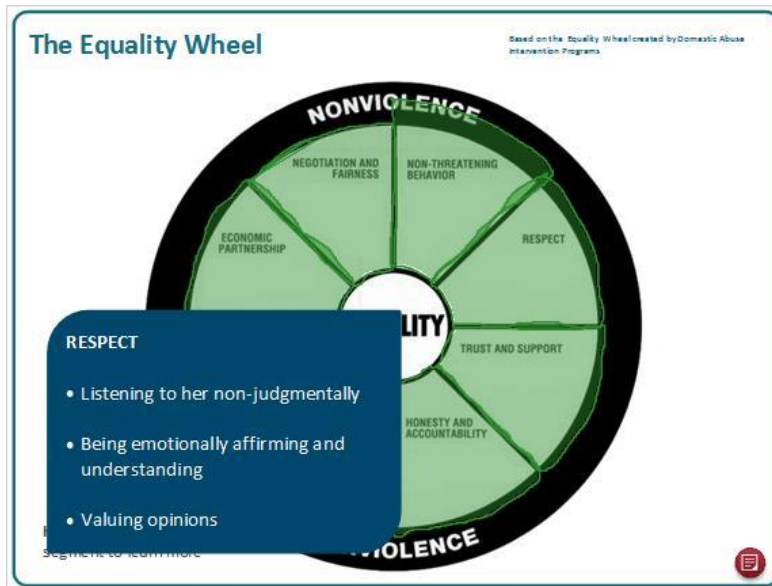 The Equality Wheel
Based on the Equality Wheel created by Domestic Abuse
Intervention Programs
NONVIOLENCE
NEGOTIATION AND
FAIRNESS
NON-THREATENING
BEHAVIOR
ECONOMIC
PARTNERSHIP
RESPECT
LITY
TRUST AND SUPPORT
HONESTY AND
ACCOUNTABILITY
RESPECT
• Listening to her non-judgmentally
• Being emotionally affirming and
understanding
• Valuing opinions
segment to learn more
VIOLENCE